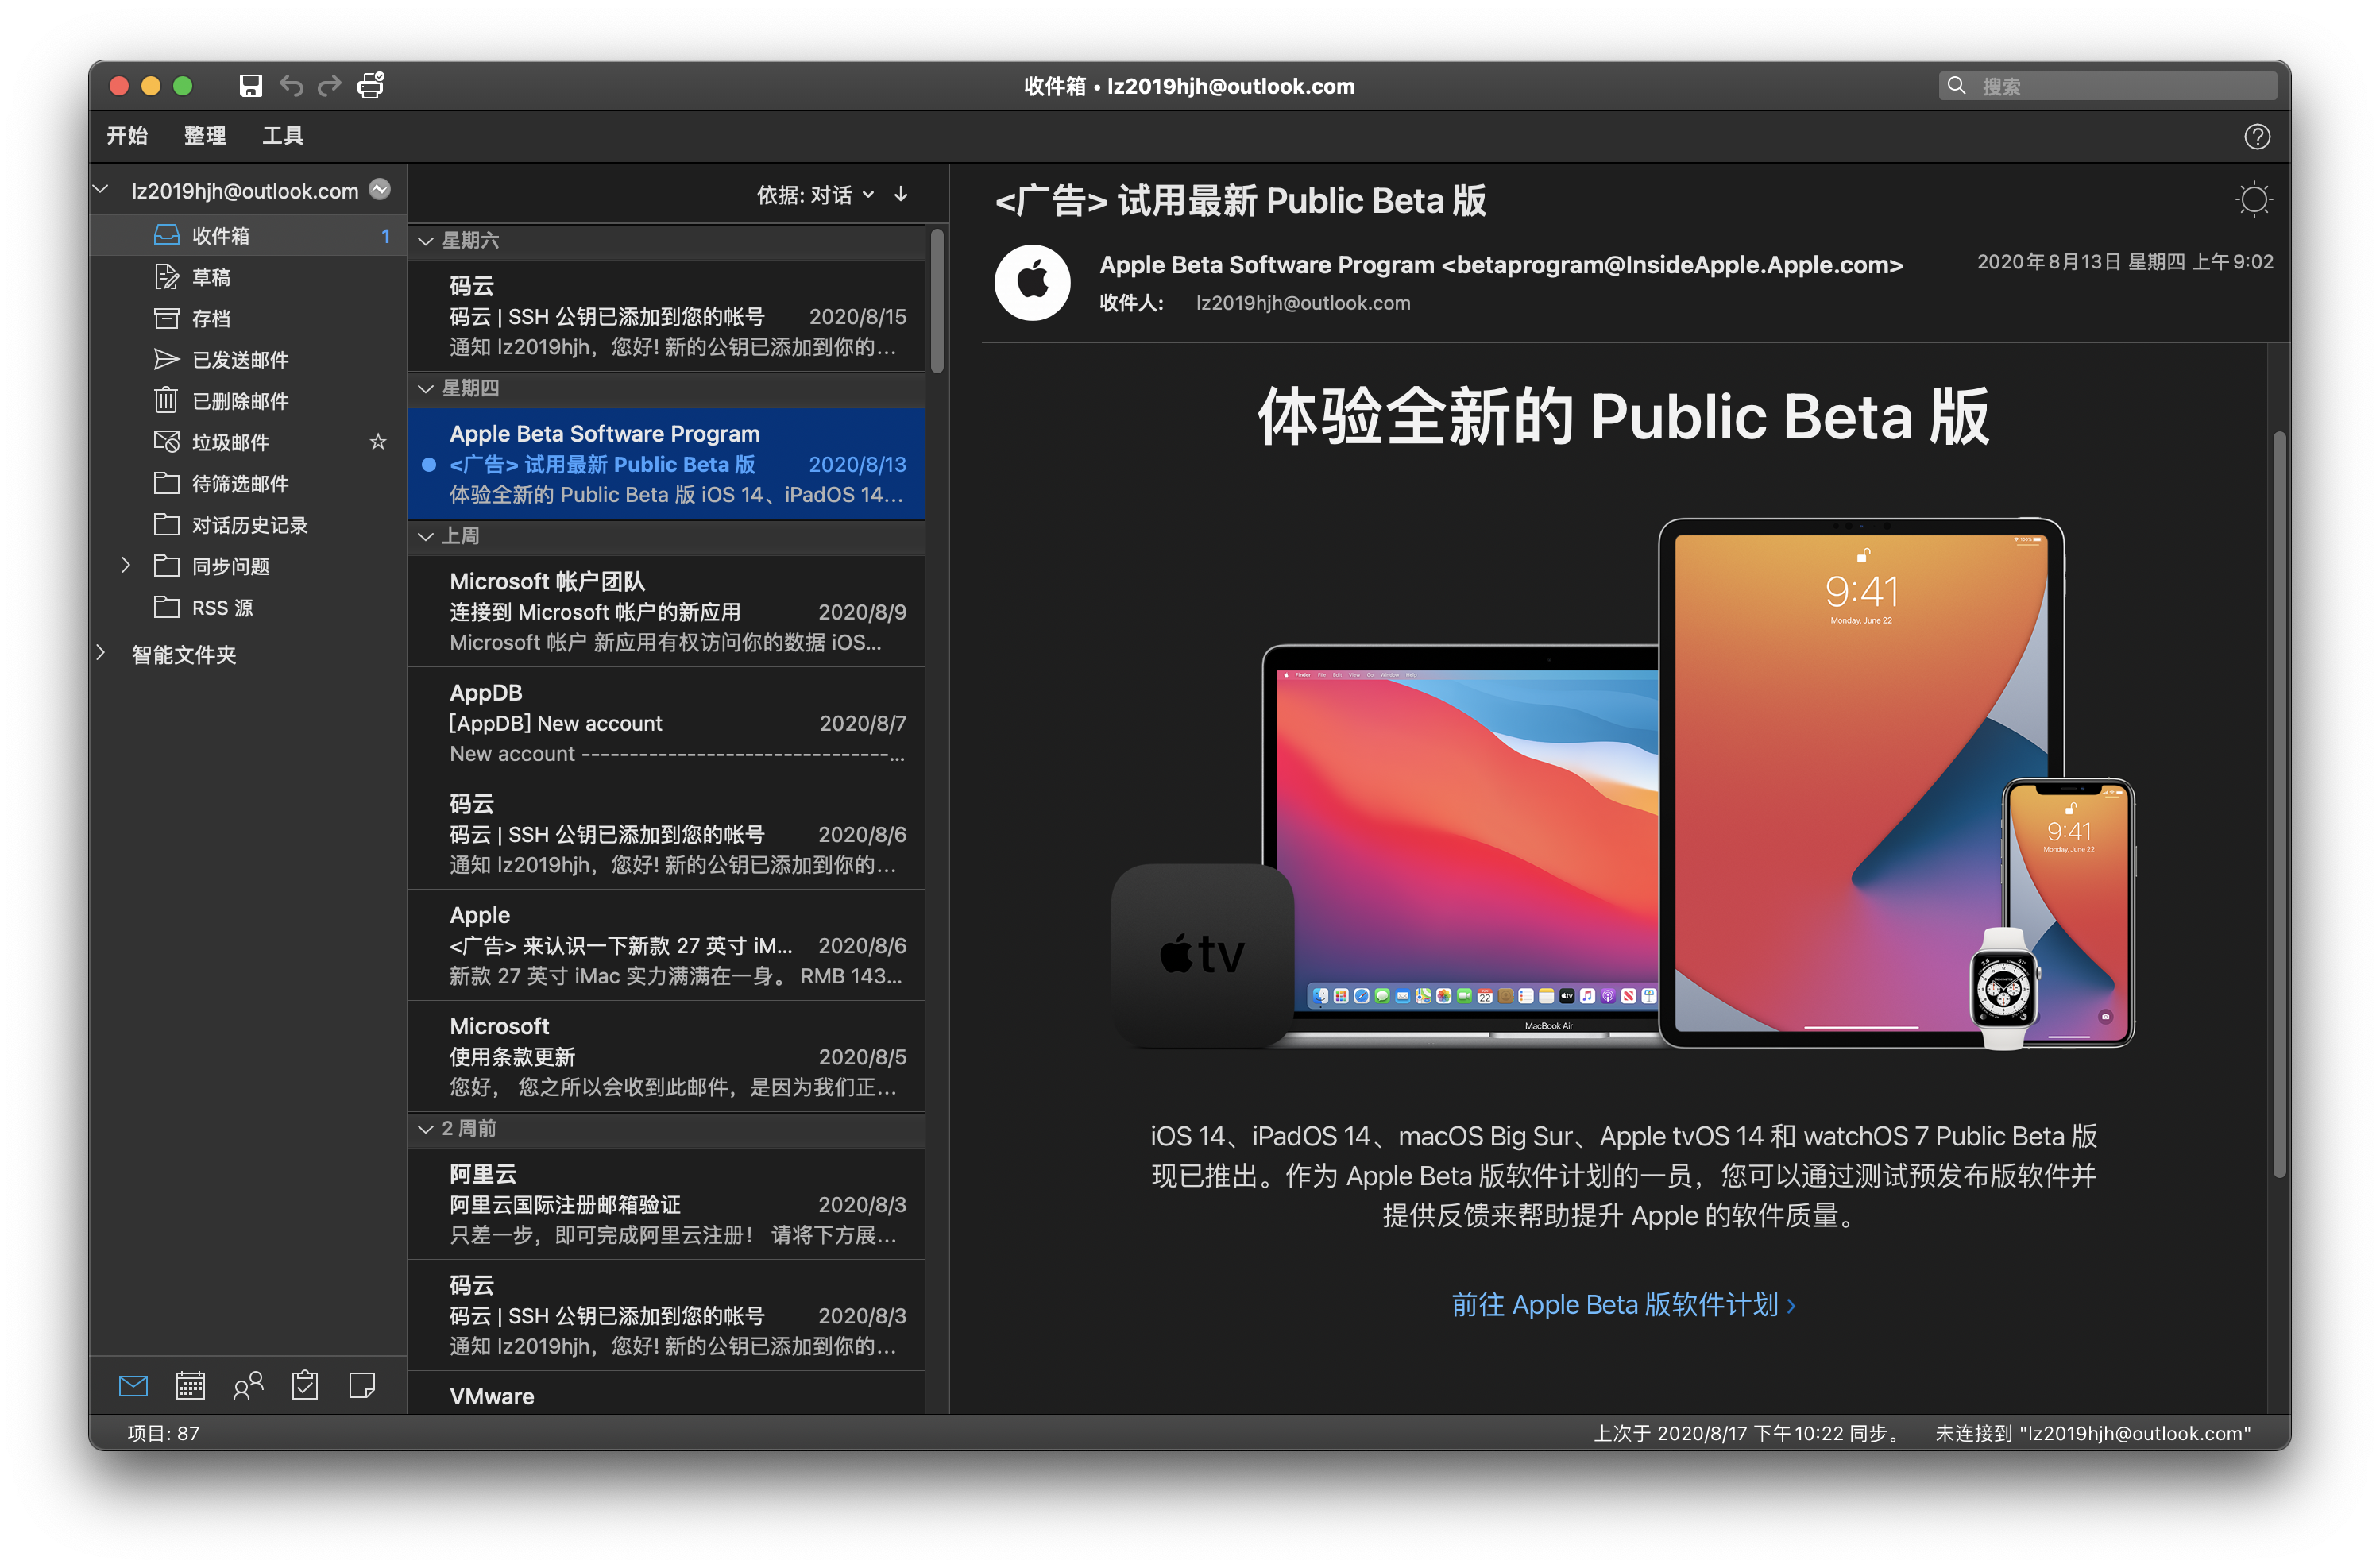 收件箱 • lz2019hjh@outlook.com
搜索
开始 整理 工具
lz2019hjh@outlook.com
收件箱 1
草稿
存档
已发送邮件
已删除邮件
垃圾邮件
待筛选邮件
对话历史记录
同步问题
RSS 源
智能文件夹
项目: 87
依据: 对话
星期六
码云
码云 | SSH 公钥已添加到您的帐号 2020/8/15
通知 lz2019hjh，您好! 新的公钥已添加到你的...
星期四
Apple Beta Software Program
<广告> 试用最新 Public Beta 版 2020/8/13
体验全新的 Public Beta 版 iOS 14、iPadOS 14...
上周
Microsoft 帐户团队
连接到 Microsoft 帐户的新应用 2020/8/9
Microsoft 帐户 新应用有权访问你的数据 iOS...
AppDB
[AppDB] New account 2020/8/7
New account --------------------------------...
码云
码云 | SSH 公钥已添加到您的帐号 2020/8/6
通知 lz2019hjh，您好! 新的公钥已添加到你的...
Apple
<广告> 来认识一下新款 27 英寸 iM... 2020/8/6
新款 27 英寸 iMac 实力满满在一身。 RMB 143...
Microsoft
使用条款更新 2020/8/5
您好， 您之所以会收到此邮件，是因为我们正...
2 周前
阿里云
阿里云国际注册邮箱验证 2020/8/3
只差一步，即可完成阿里云注册！ 请将下方展...
码云
码云 | SSH 公钥已添加到您的帐号 2020/8/3
通知 lz2019hjh，您好! 新的公钥已添加到你的...
VMware
<广告> 试用最新 Public Beta 版
Apple Beta Software Program <betaprogram@InsideApple.Apple.com>
2020年8月13日 星期四 上午9:02
收件人: lz2019hjh@outlook.com
体验全新的 Public Beta 版
9:41
Monday, June 22
Finder File Edit View Go Window Help
9:41
Monday, June 22
tv
MacBook Air
iOS 14、iPadOS 14、macOS Big Sur、Apple tvOS 14 和 watchOS 7 Public Beta 版
现已推出。作为 Apple Beta 版软件计划的一员，您可以通过测试预发布版软件并
提供反馈来帮助提升 Apple 的软件质量。
前往 Apple Beta 版软件计划 ›
上次于 2020/8/17 下午10:22 同步。 未连接到 "lz2019hjh@outlook.com"